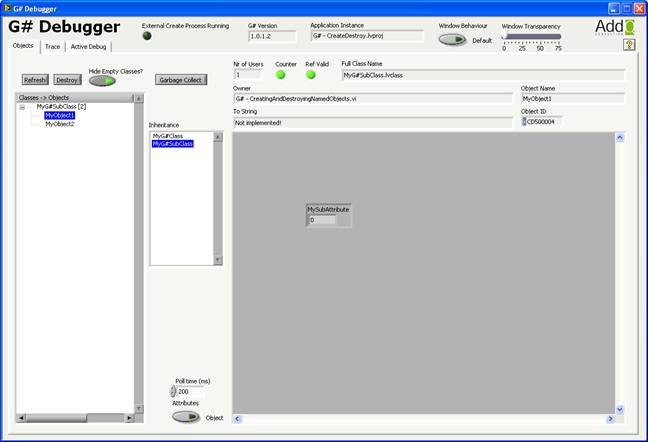 G# Debugger
G# Debugger
External Create Process Running
G# Version
1.0.1.2
Application Instance
G# - CreateDestroy.lvproj
Window Behaviour
Default
Window Transparency
0 25 50 75
AddQ
CONSULTING
Objects Trace Active Debug
?
Refresh Destroy
Hide Empty Classes?
Garbage Collect
Nr of Users
1
Counter
Ref Valid
Full Class Name
MyG#SubClass.lvclass
Owner
G# - CreatingAndDestroyingNamedObjects.vi
Object Name
MyObject1
To String
Not implemented!
Object ID
CD500004
Classes -> Objects
MyG#SubClass [2]
MyObject1
MyObject2
Inheritance
MyG#Class
MyG#SubClass
MySubAttribute
0
Poll time (ms)
200
Attributes
Object